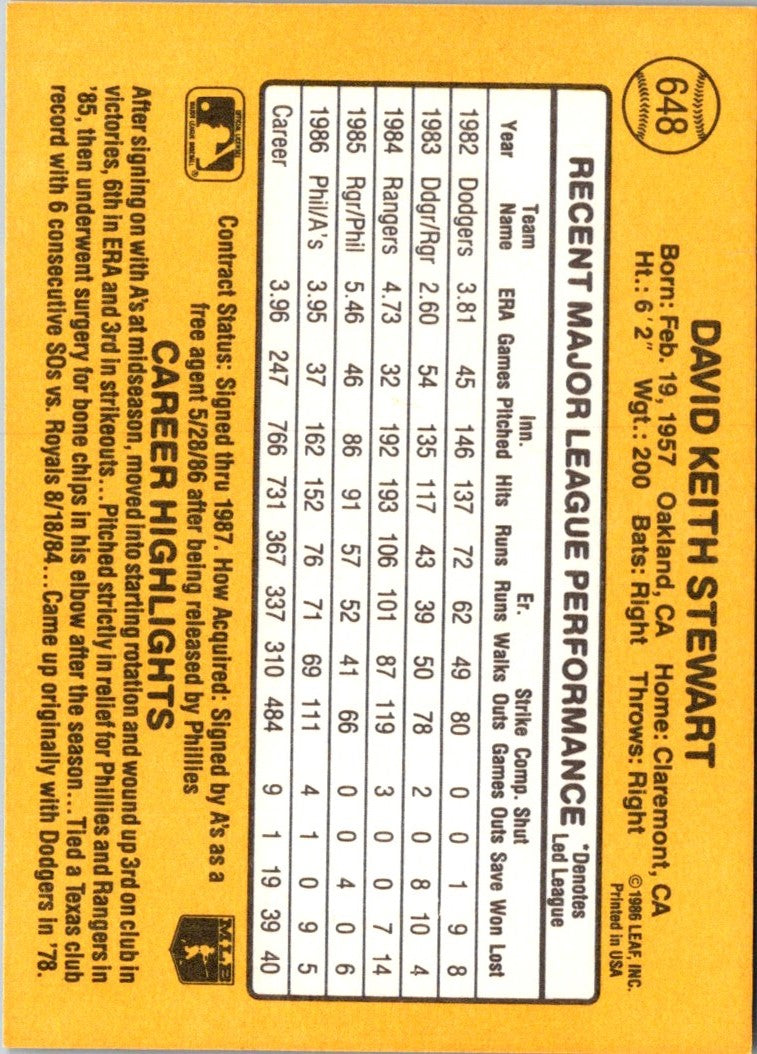 648
DAVID KEITH STEWART
Born: Feb. 19, 1957 Oakland, CA Home: Claremont, CA
Ht.: 6'2" Wgt.: 200 Bats: Right Throws: Right
©1986 LEAF, INC.
Printed in USA
RECENT MAJOR LEAGUE PERFORMANCE *Denotes
Led League
Team Inn. Er. Strike Comp. Shut
Year Name ERA Games Pitched Hits Runs Runs Walks Outs Games Outs Save Won Lost
1982 Dodgers 3.81 45 146 137 72 62 49 80 0 0 1 9 8
1983 Ddgr/Rgr 2.60 54 135 117 43 39 50 78 2 0 8 10 4
1984 Rangers 4.73 32 192 193 106 101 87 119 3 0 0 7 14
1985 Rgr/Phil 5.46 46 86 91 57 52 41 66 0 0 4 0 6
1986 Phil/A's 3.95 37 162 152 76 71 69 111 4 1 0 9 5
Career 3.96 247 766 731 367 337 310 484 9 1 19 39 40
OFFICIAL LICENSEE
MAJOR LEAGUE BASEBALL ®
Contract Status: Signed thru 1987. How Acquired: Signed by A's as a
free agent 5/28/86 after being released by Phillies
MLB
CAREER HIGHLIGHTS
After signing on with A's at midseason, moved into starting rotation and wound up 3rd on club in
victories, 6th in ERA and 3rd in strikeouts...Pitched strictly in relief for Phillies and Rangers in
'85, then underwent surgery for bone chips in his elbow after the season...Tied a Texas club
record with 6 consecutive SOs vs. Royals 8/18/84...Came up originally with Dodgers in '78.